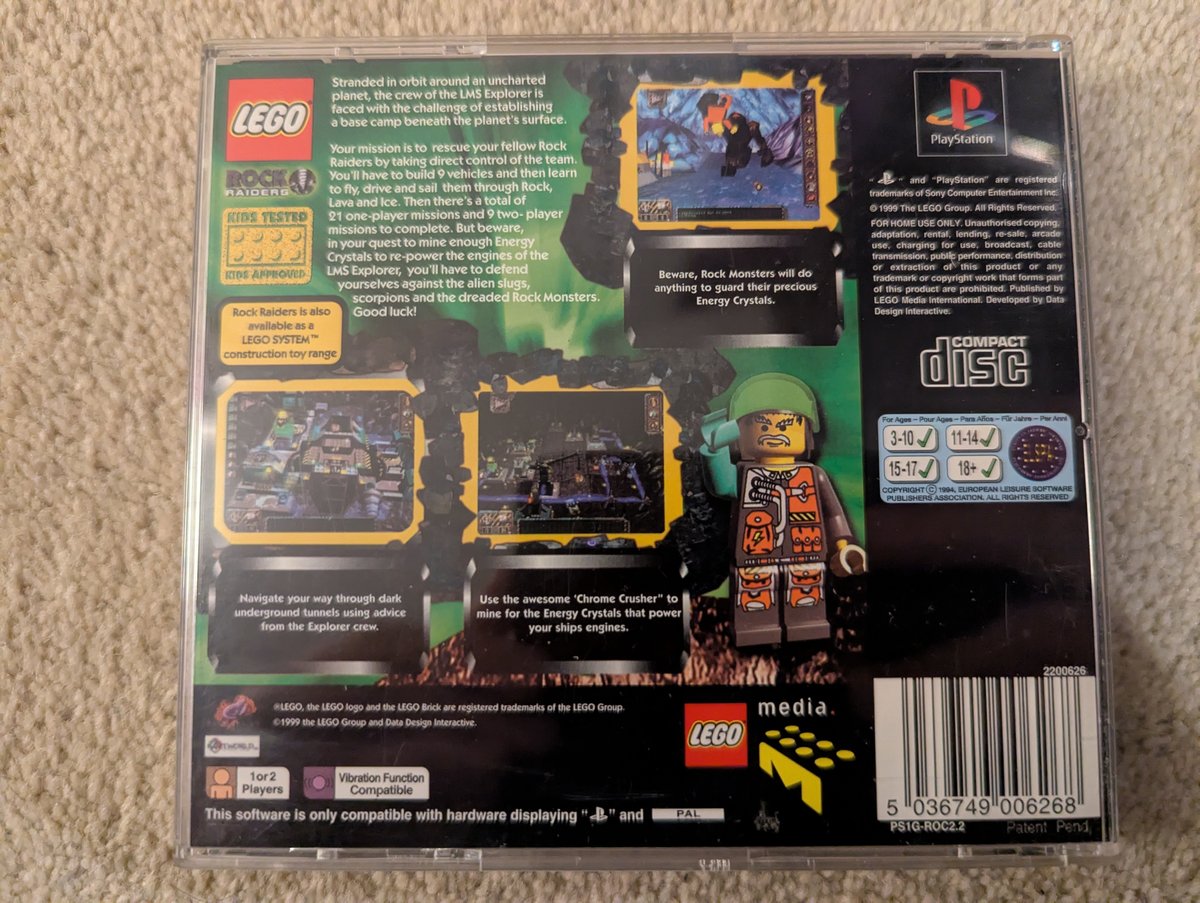 LEGO
ROCK
RAIDERS
KIDS TESTED
KIDS APPROVED
Rock Raiders is also
available as a
LEGO SYSTEM™
construction toy range
Stranded in orbit around an uncharted
planet, the crew of the LMS Explorer is
faced with the challenge of establishing
a base camp beneath the planet's surface.
Your mission is to rescue your fellow Rock
Raiders by taking direct control of the team.
You'll have to build 9 vehicles and then learn
to fly, drive and sail them through Rock,
Lava and Ice. Then there's a total of
21 one-player missions and 9 two- player
missions to complete. But beware,
in your quest to mine enough Energy
Crystals to re-power the engines of the
LMS Explorer, you'll have to defend
yourselves against the alien slugs,
scorpions and the dreaded Rock Monsters.
Good luck!
Beware, Rock Monsters will do
anything to guard their precious
Energy Crystals.
Navigate your way through dark
underground tunnels using advice
from the Explorer crew.
Use the awesome 'Chrome Crusher" to
mine for the Energy Crystals that power
your ships engines.
PlayStation
" " and "PlayStation" are registered
trademarks of Sony Computer Entertainment Inc.
© 1999 The LEGO Group. All Rights Reserved.
FOR HOME USE ONLY. Unauthorised copying,
adaptation, rental, lending, re-sale, arcade
use, charging for use, broadcast, cable
transmission, public performance, distribution
or extraction of this product or any
trademark or copyright work that forms part
of this product are prohibited. Published by
LEGO Media International. Developed by Data
Design Interactive.
COMPACT
disc
For Ages - Pour Ages - Para Años - Für Jahre - Per Anni
3-10 ✓ 11-14 ✓
15-17 ✓ 18+ ✓
COPYRIGHT © 1994, EUROPEAN LEISURE SOFTWARE
PUBLISHERS ASSOCIATION. ALL RIGHTS RESERVED
®LEGO, the LEGO logo and the LEGO Brick are registered trademarks of the LEGO Group.
©1999 the LEGO Group and Data Design Interactive.
LEGO media.
1 or 2
Players
Vibration Function
Compatible
This software is only compatible with hardware displaying " " and PAL
2200626
5 036749 006268
PS1G-ROC2.2 Patent Pend.